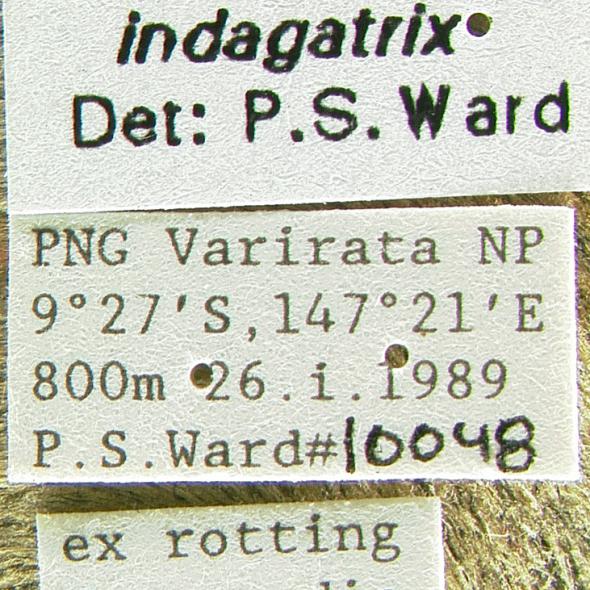 indagatrix
Det: P.S.Ward
PNG Varirata NP
9°27'S,147°21'E
800m 26.i.1989
P.S.Ward#10048
ex rotting